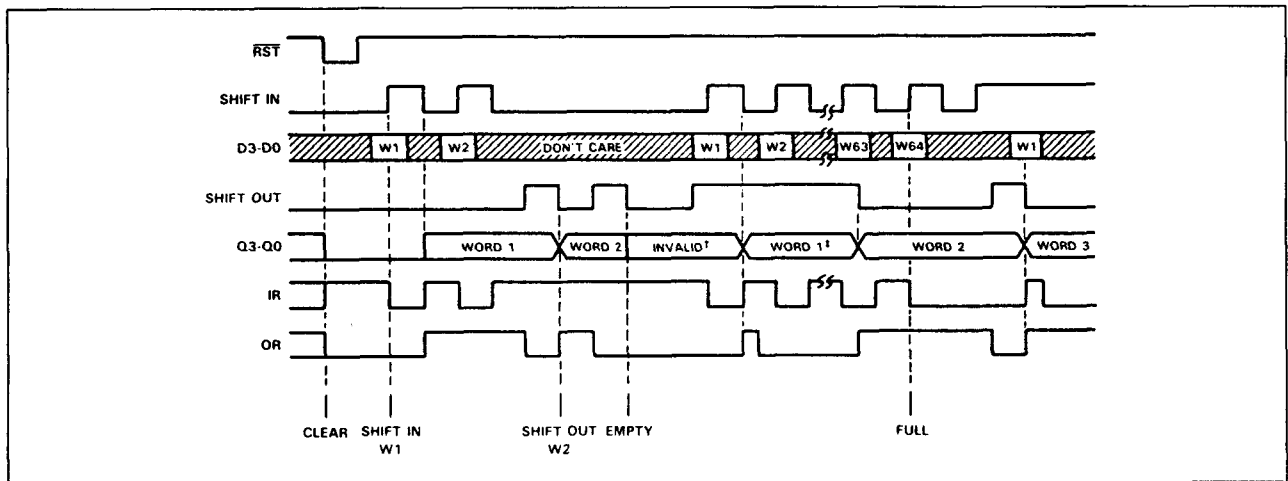 RST
SHIFT IN
D3-D0 W1 W2 DON'T CARE W1 W2 W63 W64 W1
SHIFT OUT
Q3-Q0 WORD 1 WORD 2 INVALID† WORD 1‡ WORD 2 WORD 3
IR
OR
CLEAR SHIFT IN W1 SHIFT OUT W2 EMPTY FULL